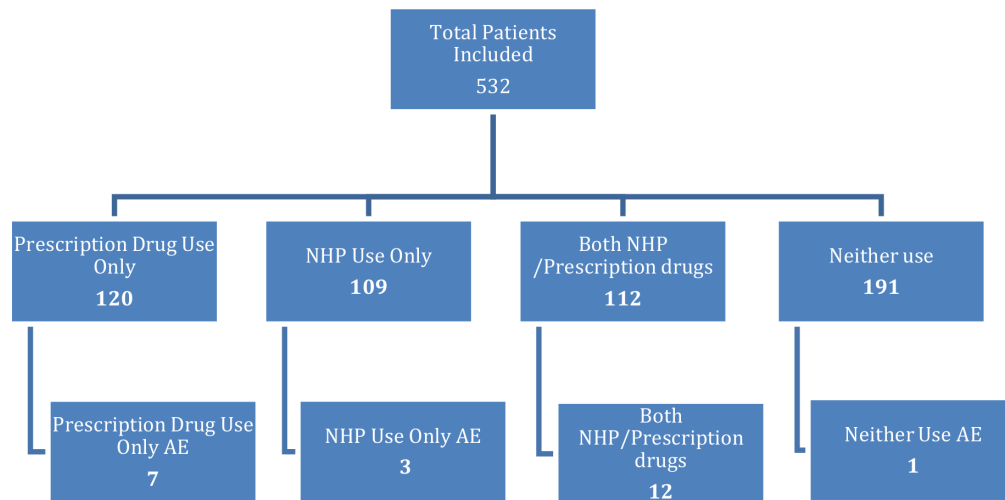 Total Patients
Included
532
Prescription Drug Use
Only
120
NHP Use Only
109
Both NHP
/Prescription drugs
112
Neither use
191
Prescription Drug Use
Only AE
7
NHP Use Only AE
3
Both
NHP/Prescription
drugs
12
Neither Use AE
1